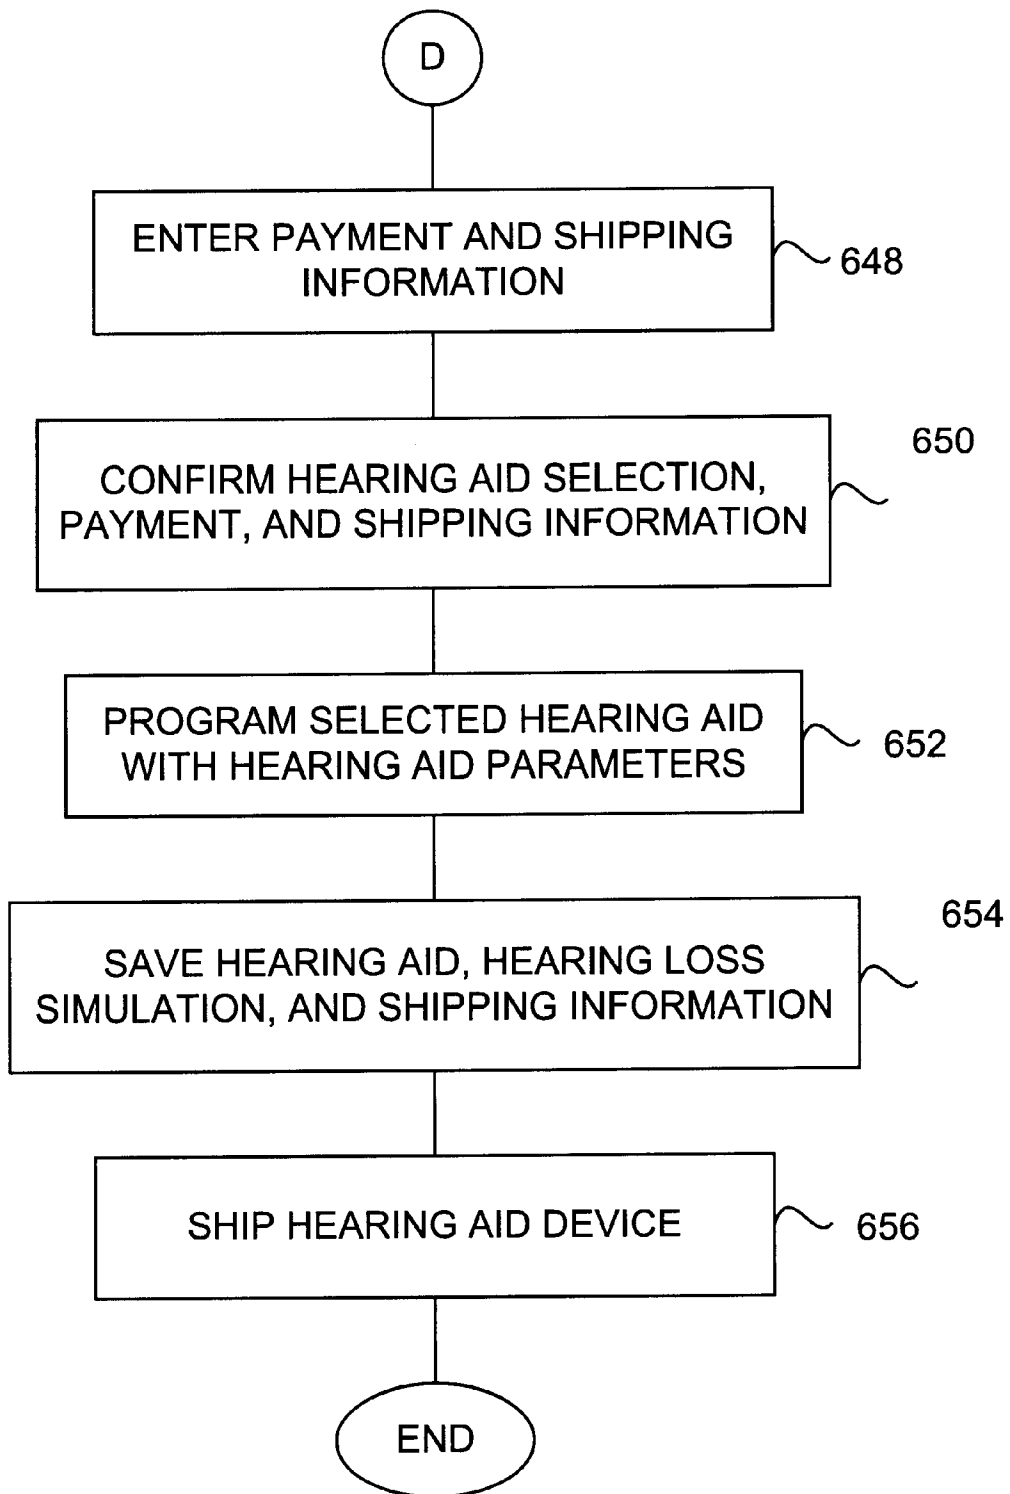 D
ENTER PAYMENT AND SHIPPING
INFORMATION
648
CONFIRM HEARING AID SELECTION,
PAYMENT, AND SHIPPING INFORMATION
650
PROGRAM SELECTED HEARING AID
WITH HEARING AID PARAMETERS
652
SAVE HEARING AID, HEARING LOSS
SIMULATION, AND SHIPPING INFORMATION
654
SHIP HEARING AID DEVICE
656
END